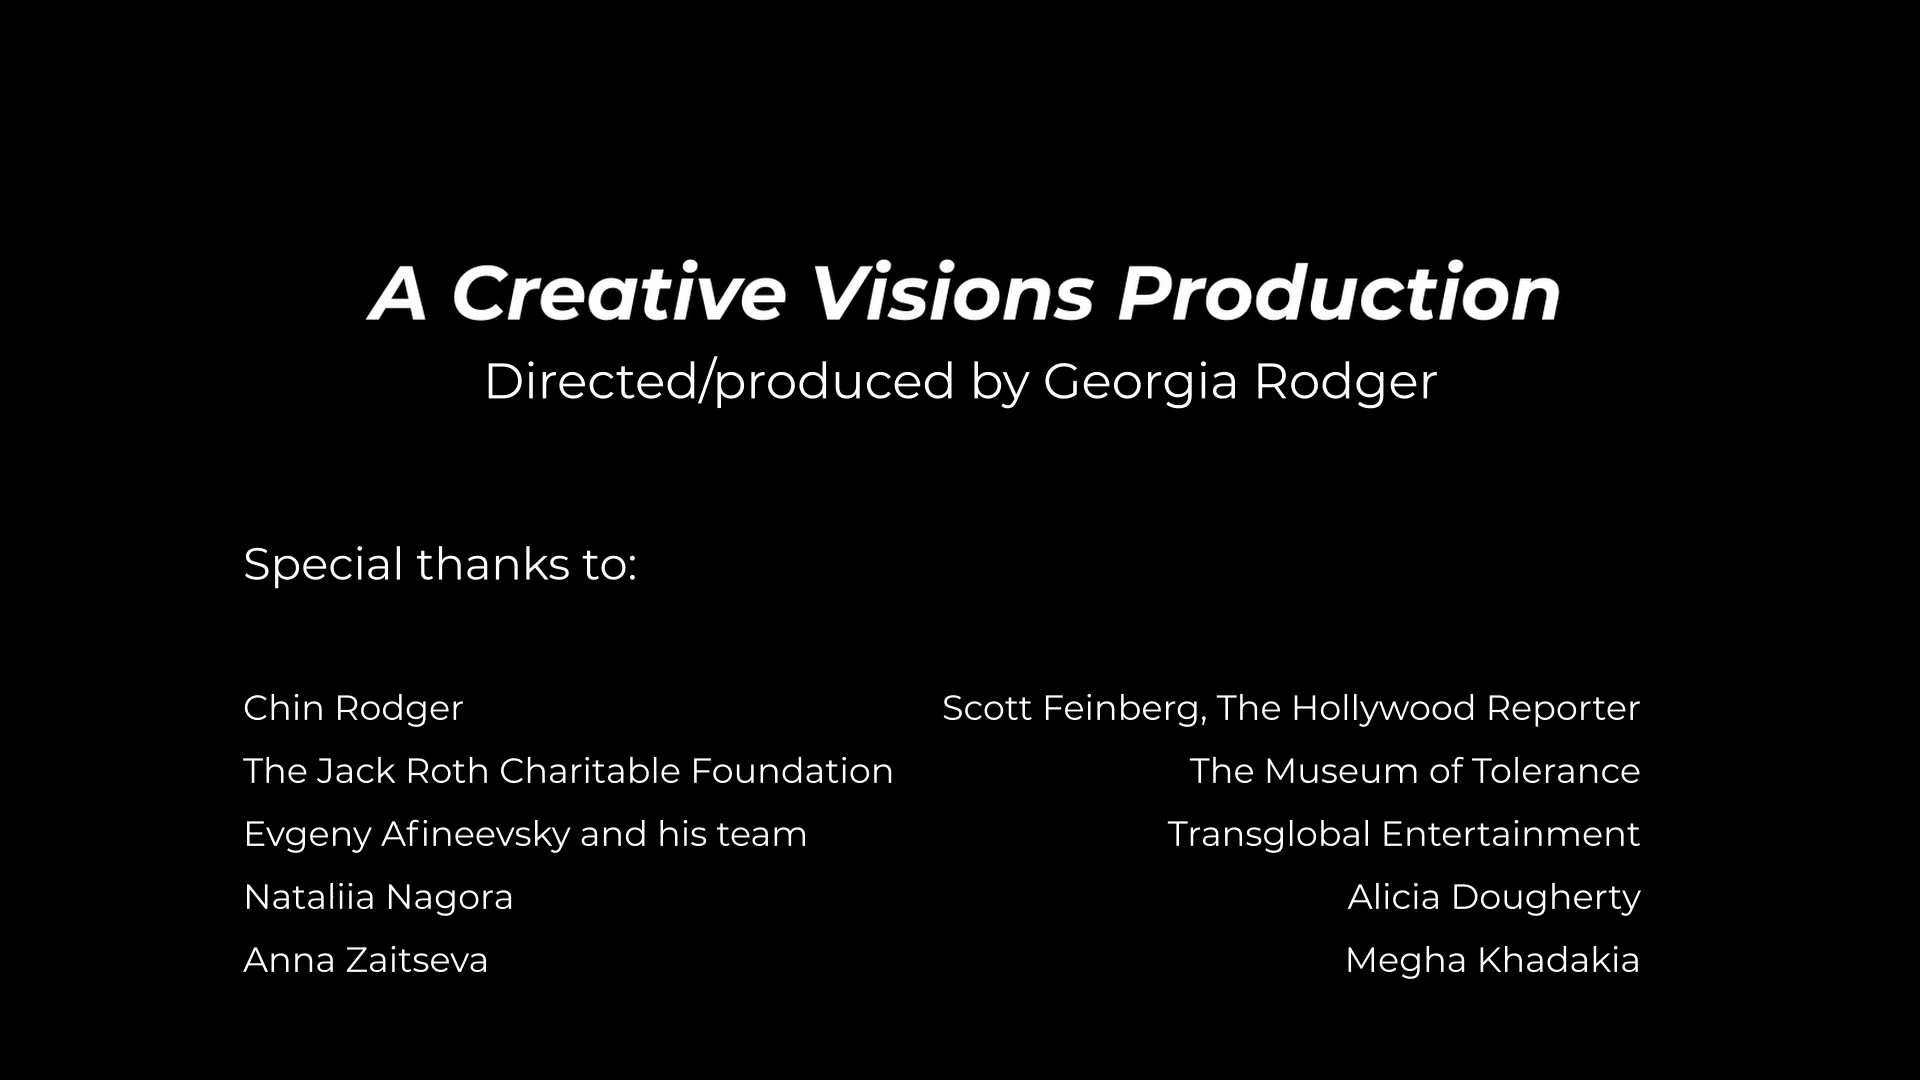 A Creative Visions Production
Directed/produced by Georgia Rodger
Special thanks to:
Chin Rodger
The Jack Roth Charitable Foundation
Evgeny Afineevsky and his team
Nataliia Nagora
Anna Zaitseva
Scott Feinberg, The Hollywood Reporter
The Museum of Tolerance
Transglobal Entertainment
Alicia Dougherty
Megha Khadakia